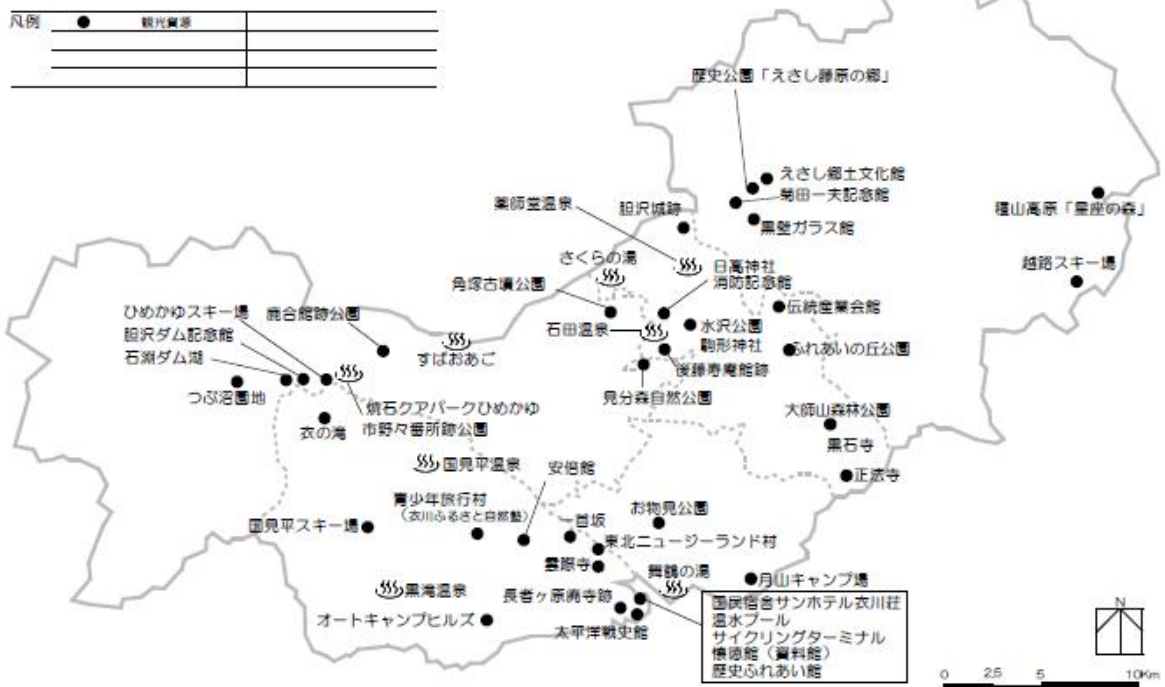 凡例
観光資源
歴史公園「えさし藤原の郷」
えさし郷土文化館
菊田一夫記念館
黒壁ガラス館
種山高原「星座の森」
越路スキー場
薬師堂温泉
胆沢城跡
さくらの湯
日高神社
消防記念館
角塚古墳公園
石田温泉
水沢公園
駒形神社
伝統産業会館
ふれあいの丘公園
後藤寿庵館跡
見分森自然公園
ひめかゆスキー場
鹿合館跡公園
胆沢ダム記念館
石淵ダム湖
すぱおあご
つぶ沼園地
焼石クアパークひめかゆ
市野々番所跡公園
衣の滝
大師山森林公園
黒石寺
正法寺
国見平温泉
安倍館
青少年旅行村
(衣川ふるさと自然塾)
国見平スキー場
一首坂
お物見公園
東北ニュージーランド村
雲際寺
舞鶴の湯
月山キャンプ場
黒滝温泉
長者ヶ原廃寺跡
オートキャンプヒルズ
太平洋戦史館
国民宿舎サンホテル衣川荘
温水プール
サイクリングターミナル
懐徳館(資料館)
歴史ふれあい館
N
0 2.5 5 10Km